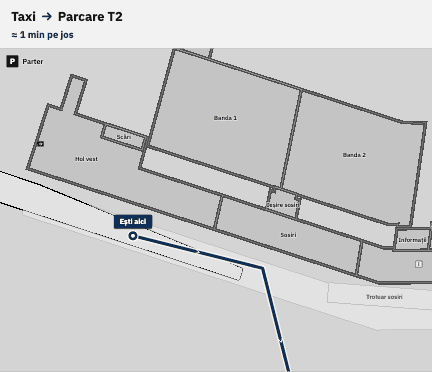 Taxi → Parcare T2
≈ 1 min pe jos
P Parter
Banda 1
Scări
Banda 2
Hol vest
Ieșire sosiri
Ești aici
Sosiri
Informații
Trotuar sosiri